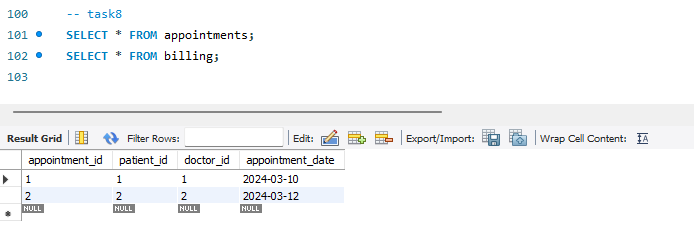 100 -- task8
101 SELECT * FROM appointments;
102 SELECT * FROM billing;
103
Result Grid Filter Rows: Edit: Export/Import: Wrap Cell Content: IA
appointment_id patient_id doctor_id appointment_date
1 1 1 2024-03-10
2 2 2 2024-03-12
NULL NULL NULL NULL